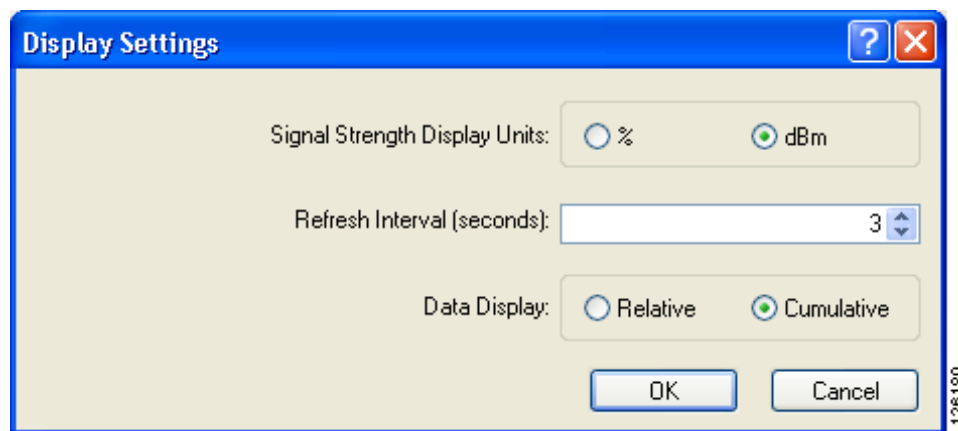 Display Settings
Signal Strength Display Units: % dBm
Refresh Interval (seconds): 3
Data Display: Relative Cumulative
OK Cancel